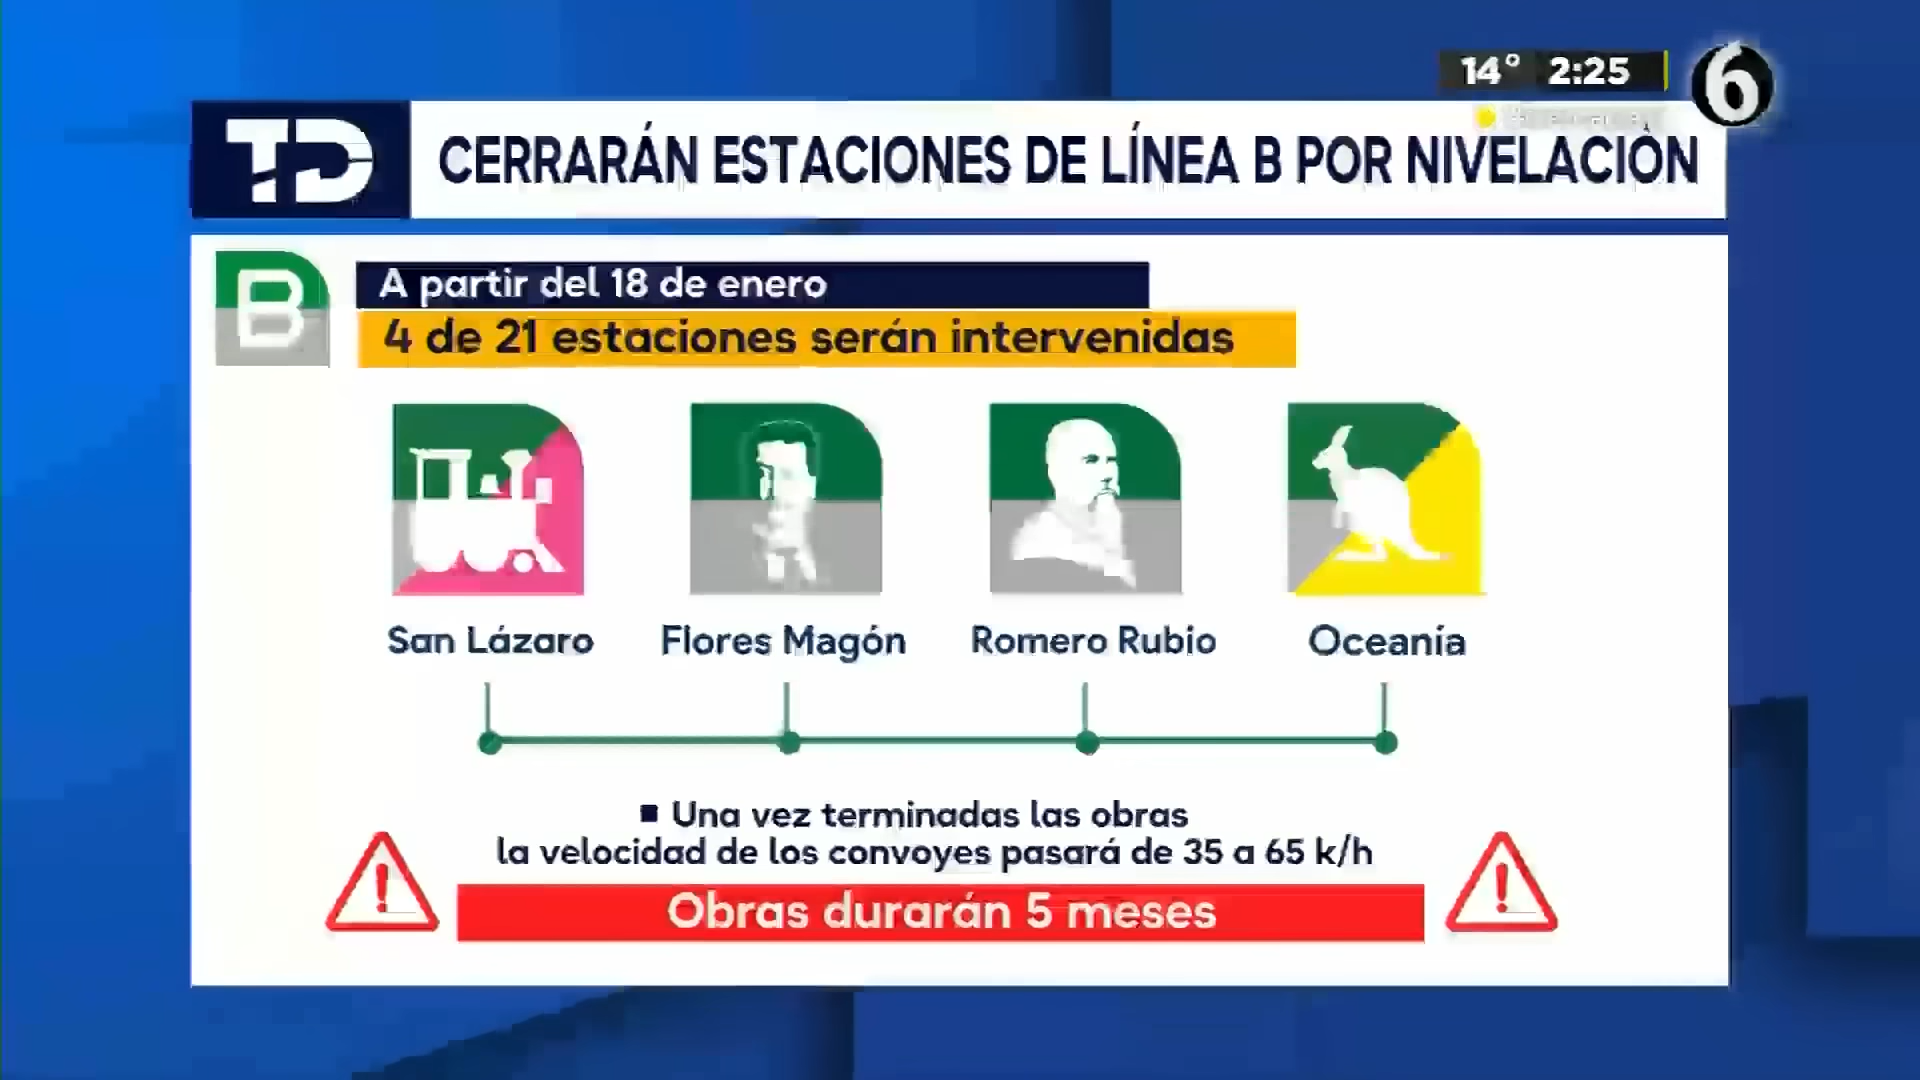 14° 2:25
6
TD
CERRARÁN ESTACIONES DE LÍNEA B POR NIVELACIÓN
B
A partir del 18 de enero
4 de 21 estaciones serán intervenidas
San Lázaro
Flores Magón
Romero Rubio
Oceanía
Una vez terminadas las obras
la velocidad de los convoyes pasará de 35 a 65 k/h
Obras durarán 5 meses